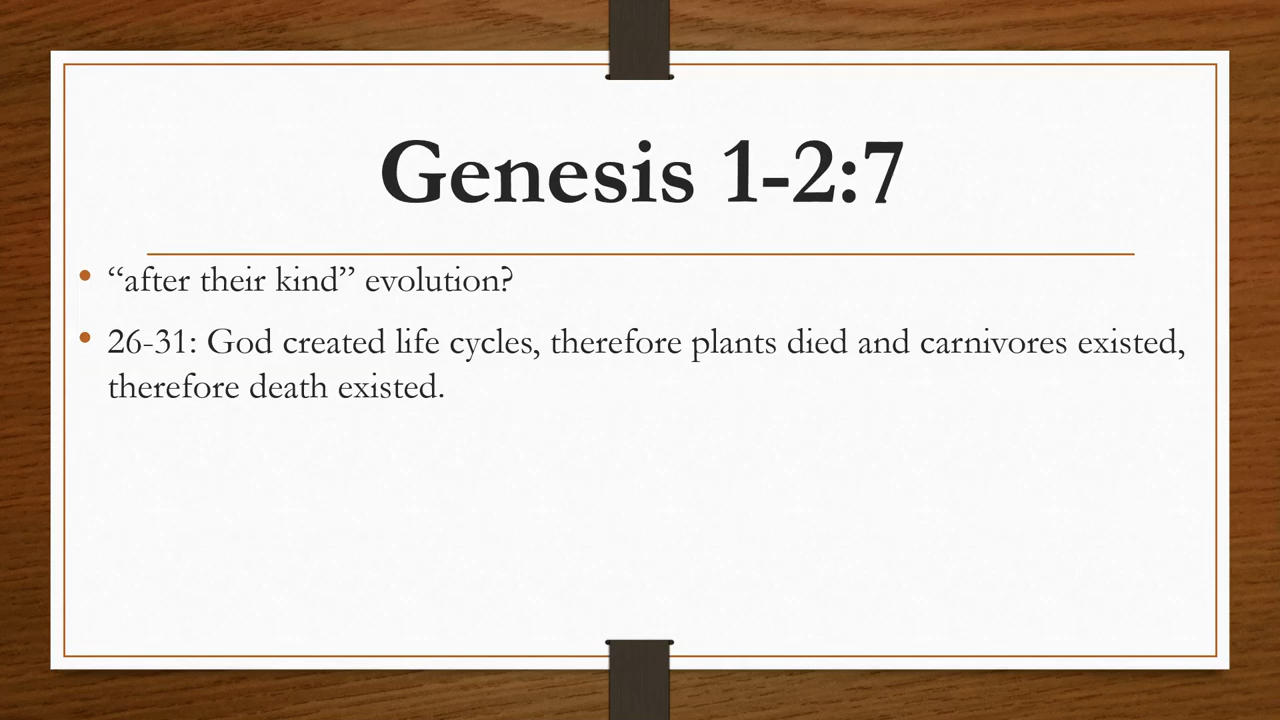 Genesis 1-2:7
• “after their kind” evolution?
• 26-31: God created life cycles, therefore plants died and carnivores existed,
therefore death existed.